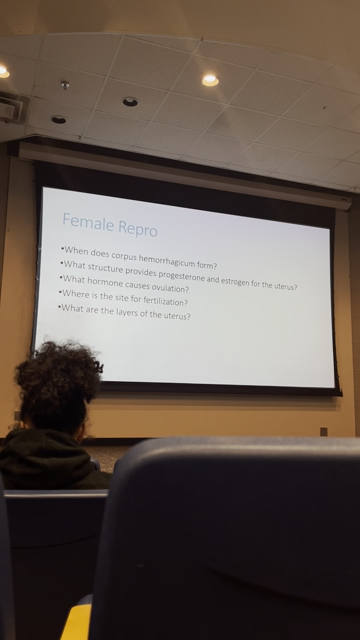 Female Repro
•When does corpus hemorrhagicum form?
•What structure provides progesterone and estrogen for the uterus?
•What hormone causes ovulation?
•Where is the site for fertilization?
•What are the layers of the uterus?